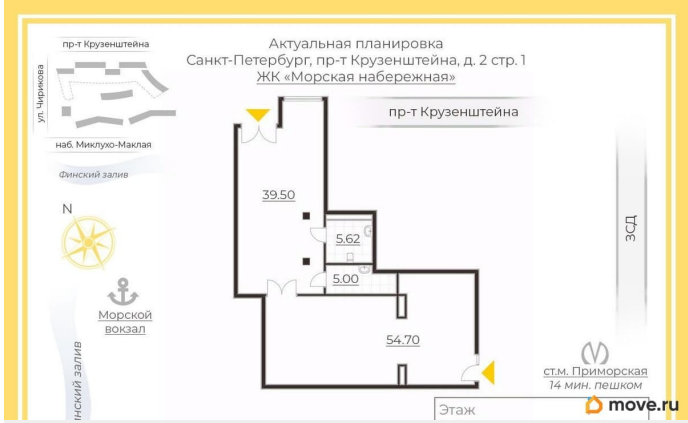 Актуальная планировка
Санкт-Петербург, пр-т Крузенштейна, д. 2 стр. 1
ЖК «Морская набережная»
пр-т Крузенштейна
ул. Чирикова
наб. Миклухо-Маклая
Финский залив
N
Морской
вокзал
нский залив
пр-т Крузенштейна
39.50
5.62
5.00
54.70
ЗСД
ст.м. Приморская
14 мин. пешком
Этаж
move.ru